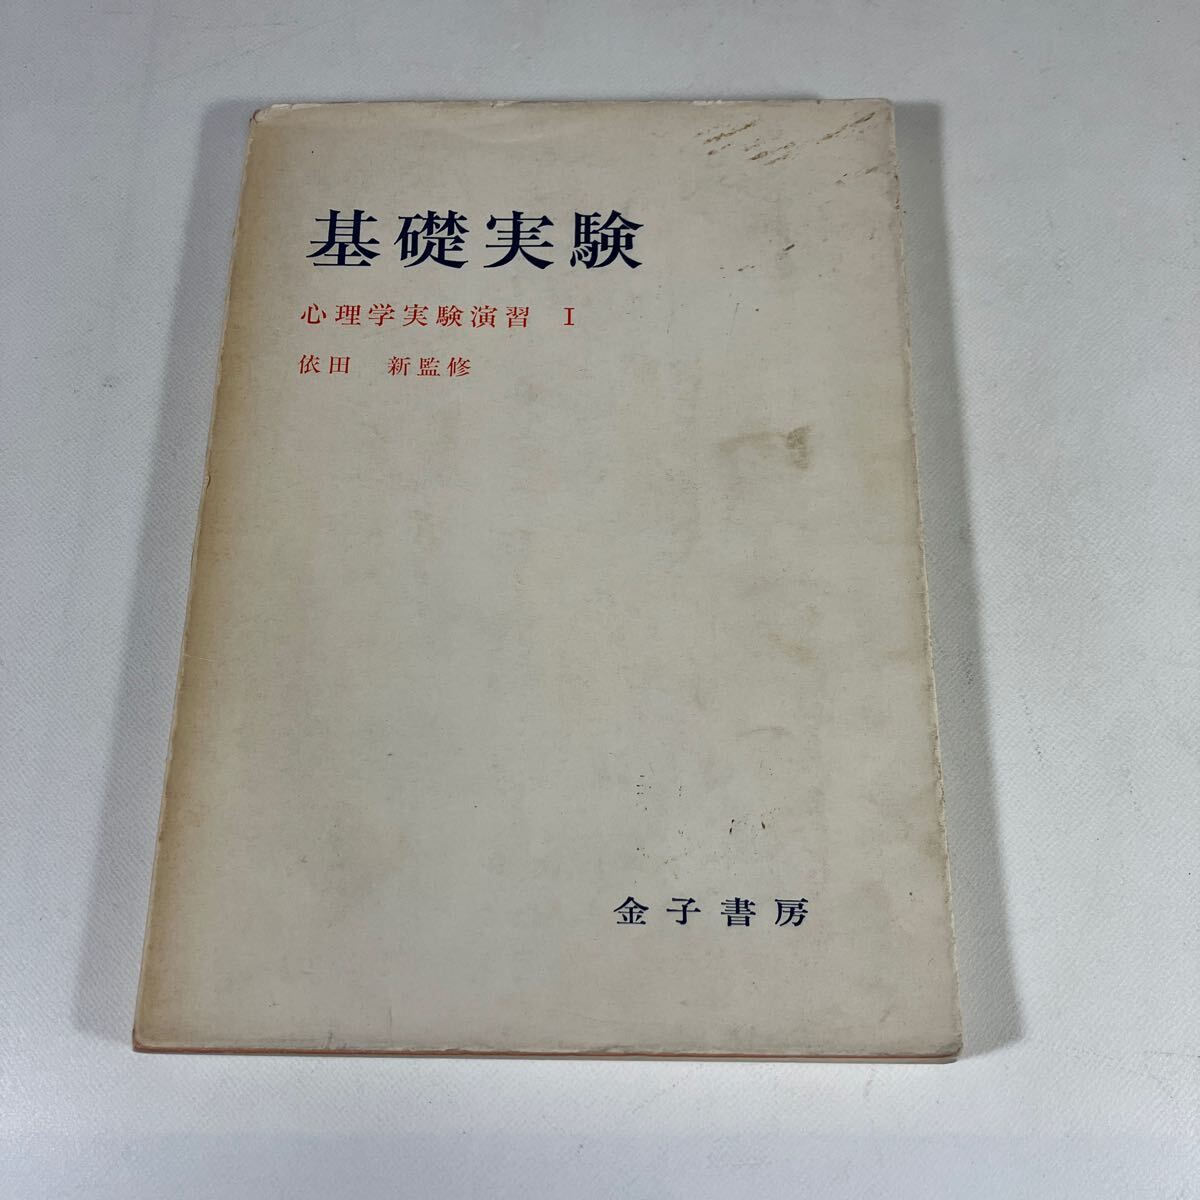 基礎実験
心理学実験演習 I
依田 新監修
金子書房